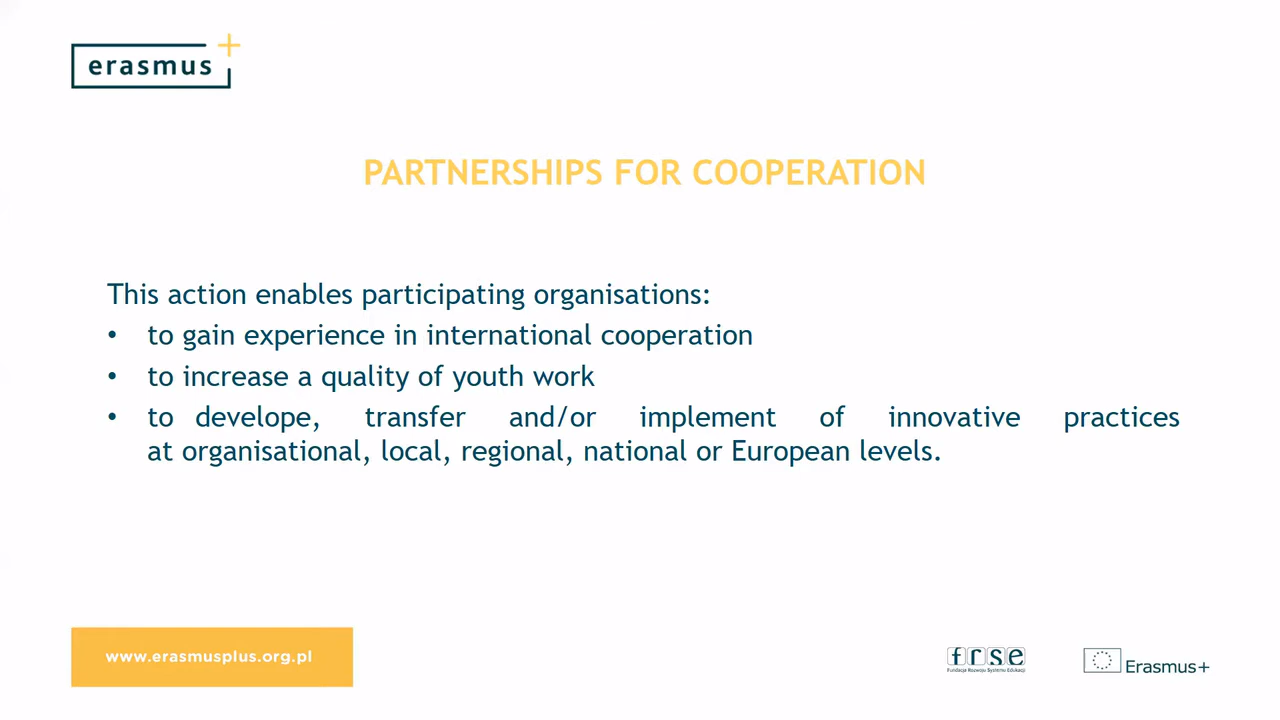 erasmus+
PARTNERSHIPS FOR COOPERATION
This action enables participating organisations:
• to gain experience in international cooperation
• to increase a quality of youth work
• to develope, transfer and/or implement of innovative practices
at organisational, local, regional, national or European levels.
www.erasmusplus.org.pl
frse
Fundacja Rozwoju Systemu Edukacji
Erasmus+